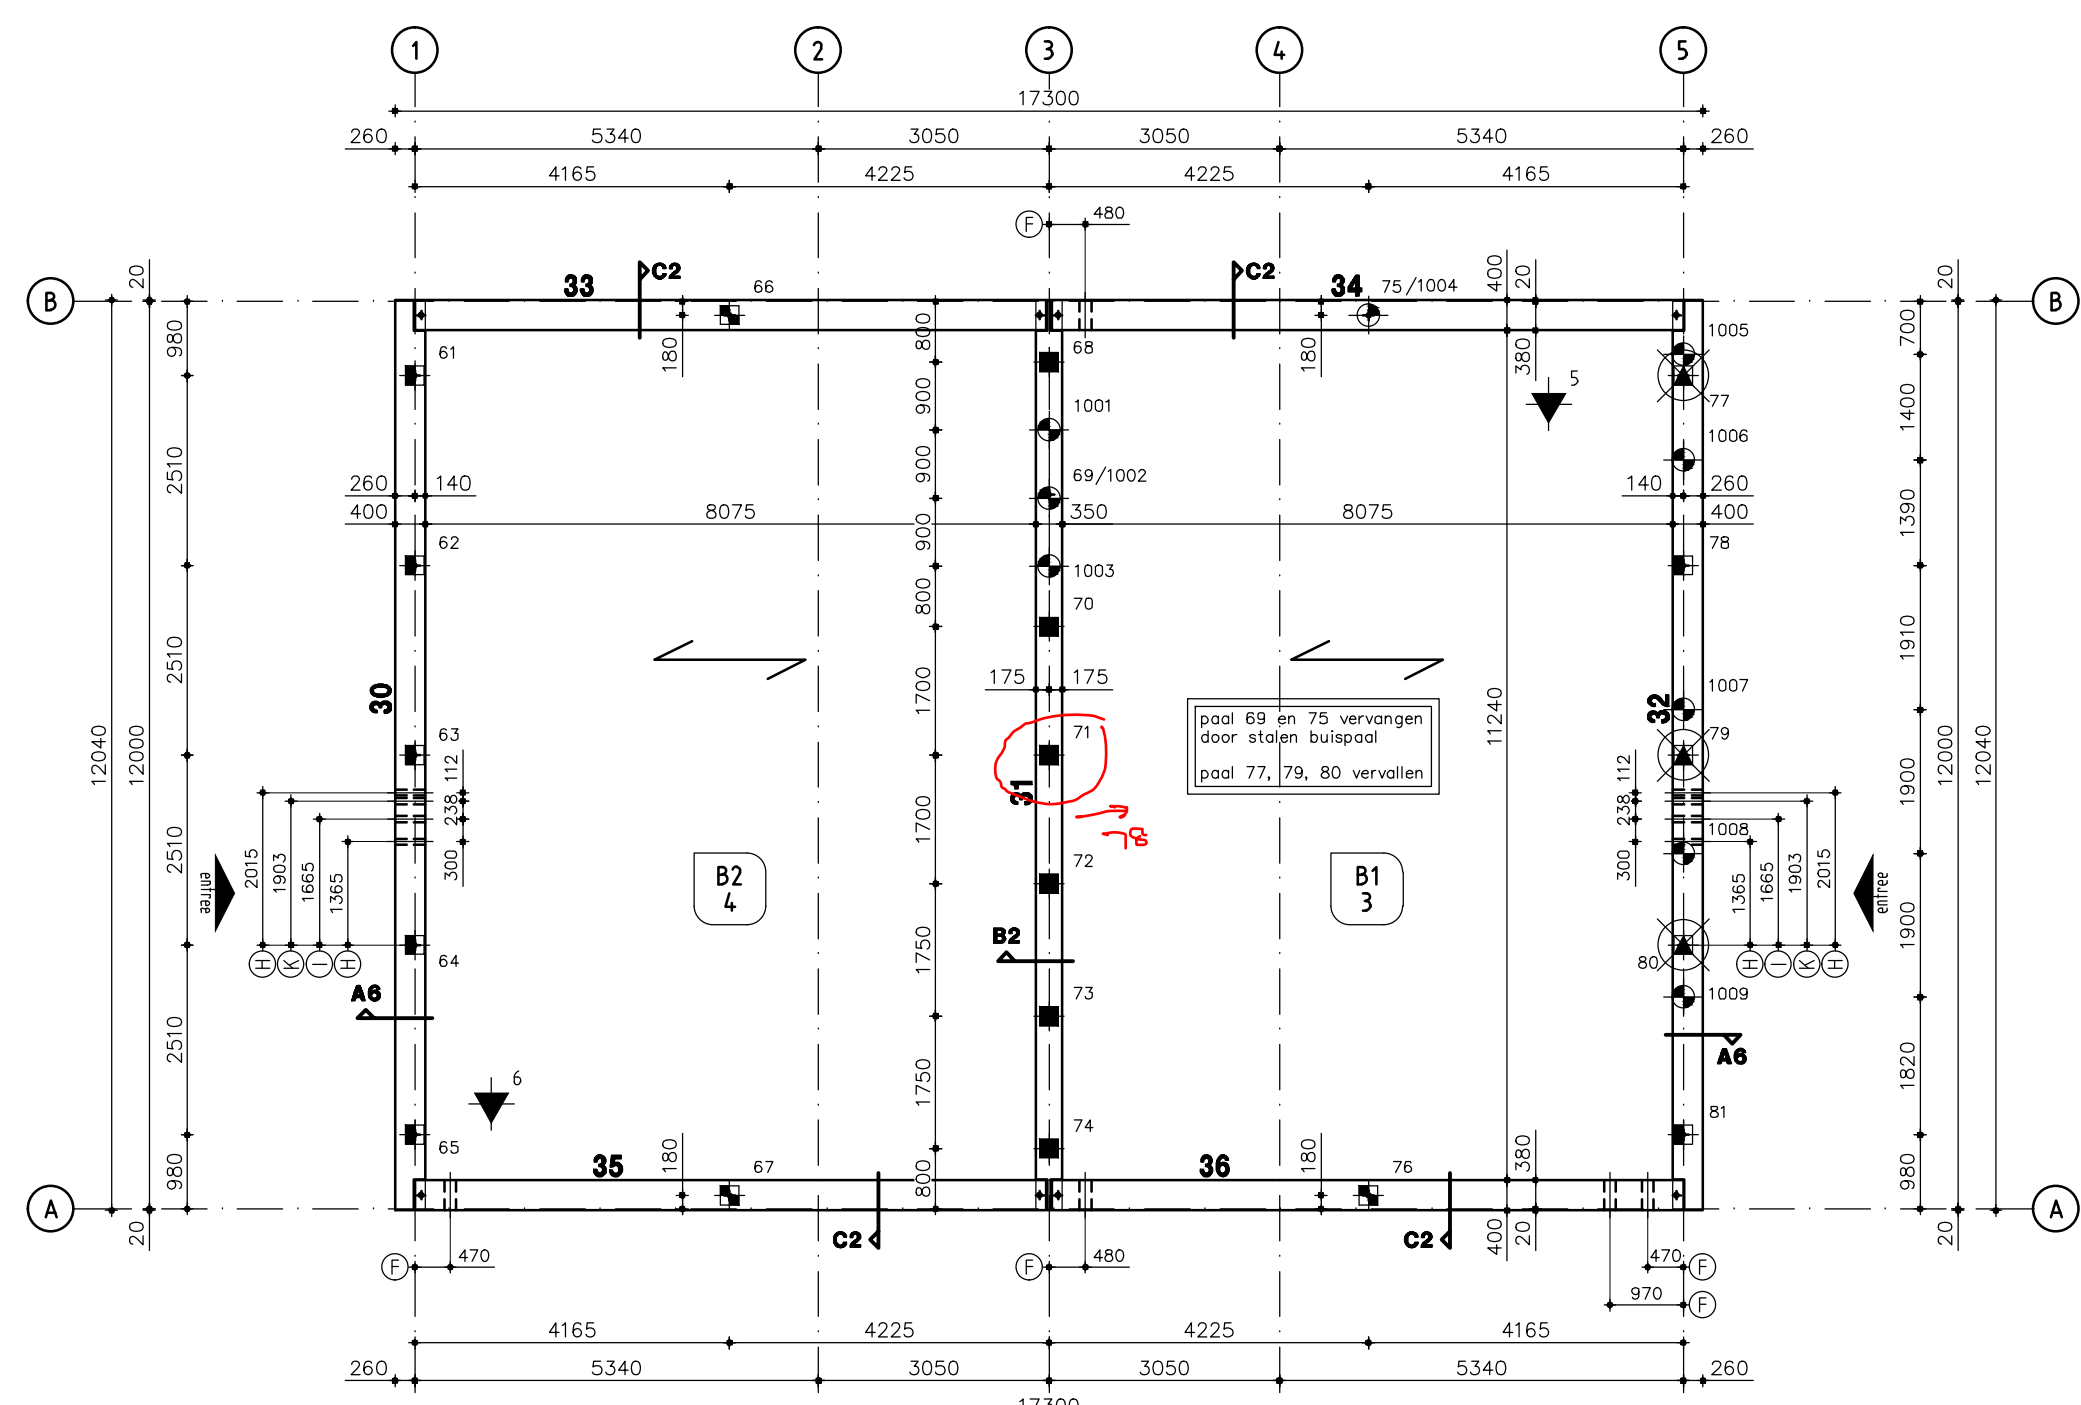 1 2 3 4 5
17300
260 5340 3050 3050 5340 260
4165 4225 4225 4165
F 480
B 20 33 C2 66 C2 34 75/1004 400 20 20 B
980 61 180 800 68 180 380 1005 700
5
77
900 1001 1400
1006
2510 260 140 900 69/1002 140 260
400 8075 350 8075 400 1390
62 900 78
1003
800 70
2510 175 175 1910
30 1700 1007
32
paal 69 en 75 vervangen
door stalen buispaal
paal 77, 79, 80 vervallen
12040 12000 63 71 11240 79 12000 12040
112 31 112 1900
238 1700 238
78
300 1008 300
2510 72
entree 2015 1903 1665 1365 B2 B1 1365 1665 1903 2015 entree
4 3
1900
B2
H K I H 64 1750 80 H I K H
A6 73 1009
A6
2510 1750 1820
6
65 74 81
980 35 180 67 800 36 180 76 380 980
A 20 C2 C2 400 20 20 A
F 470 F 480 470 F
970 F
4165 4225 4225 4165
260 5340 3050 3050 5340 260
17300